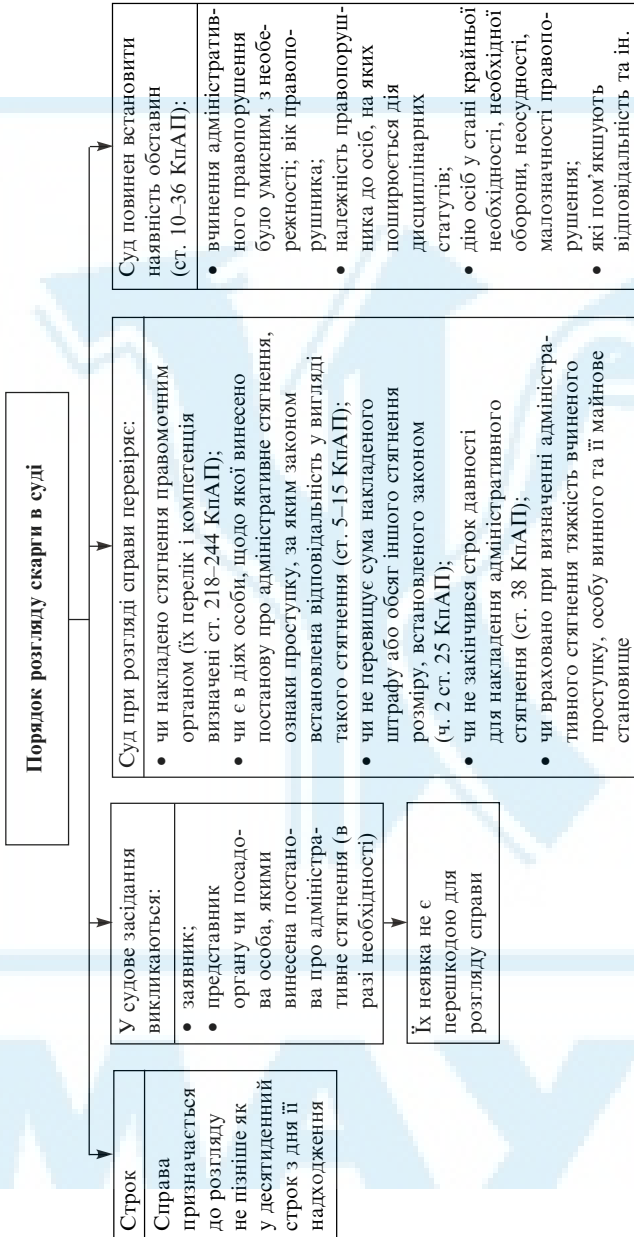 Порядок розгляду скарги в суді
Строк
Справа
призначається
до розгляду
не пізніше як
у десятиденний
строк з дня її
надходження
У судове засідання
викликаються:
• заявник;
• представник
органу чи посадо-
ва особа, якими
винесена постано-
ва про адміністра-
тивне стягнення (в
разі необхідності)
Їх неявка не є
перешкодою для
розгляду справи
Суд при розгляді справи перевіряє:
• чи накладено стягнення правомочним
органом (їх перелік і компетенція
визначені ст. 218–244 КпАП);
• чи є в діях особи, щодо якої винесено
постанову про адміністративне стягнення,
ознаки проступку, за яким законом
встановлена відповідальність у вигляді
такого стягнення (ст. 5–15 КпАП);
• чи не перевищує сума накладеного
штрафу або обсяг іншого стягнення
розміру, встановленого законом
(ч. 2 ст. 25 КпАП);
• чи не закінчився строк давності
для накладення адміністративного
стягнення (ст. 38 КпАП);
• чи враховано при визначенні адміністра-
тивного стягнення тяжкість вчиненого
проступку, особу винного та її майнове
становище
Суд повинен встановити
наявність обставин
(ст. 10–36 КпАП):
• вчинення адміністратив-
ного правопорушення
було умисним, з необе-
режності; вік правопо-
рушника;
• належність правопоруш-
ника до осіб, на яких
поширюється дія
дисциплінарних
статутів;
• дію осіб у стані крайньої
необхідності, необхідної
оборони, неосудності,
малозначності правопо-
рушення;
• які пом’якшують
відповідальність та ін.
МАУ